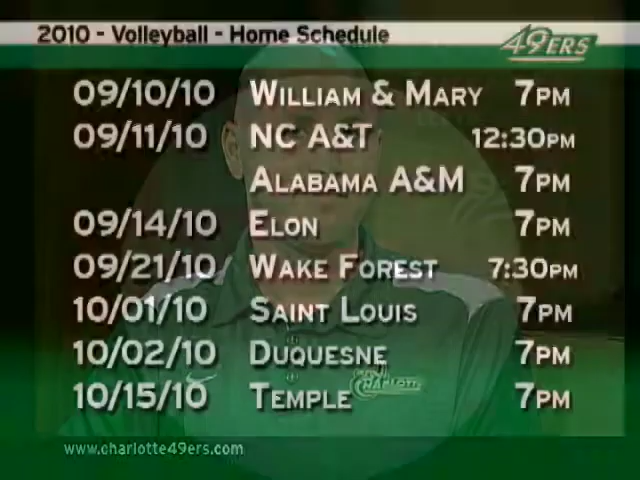 2010 - Volleyball - Home Schedule
49ERS
09/10/10 WILLIAM & MARY 7PM
09/11/10 NC A&T 12:30PM
ALABAMA A&M 7PM
09/14/10 ELON 7PM
09/21/10 WAKE FOREST 7:30PM
10/01/10 SAINT LOUIS 7PM
10/02/10 DUQUESNE 7PM
10/15/10 TEMPLE 7PM
CHARLOTTE
www.charlotte49ers.com